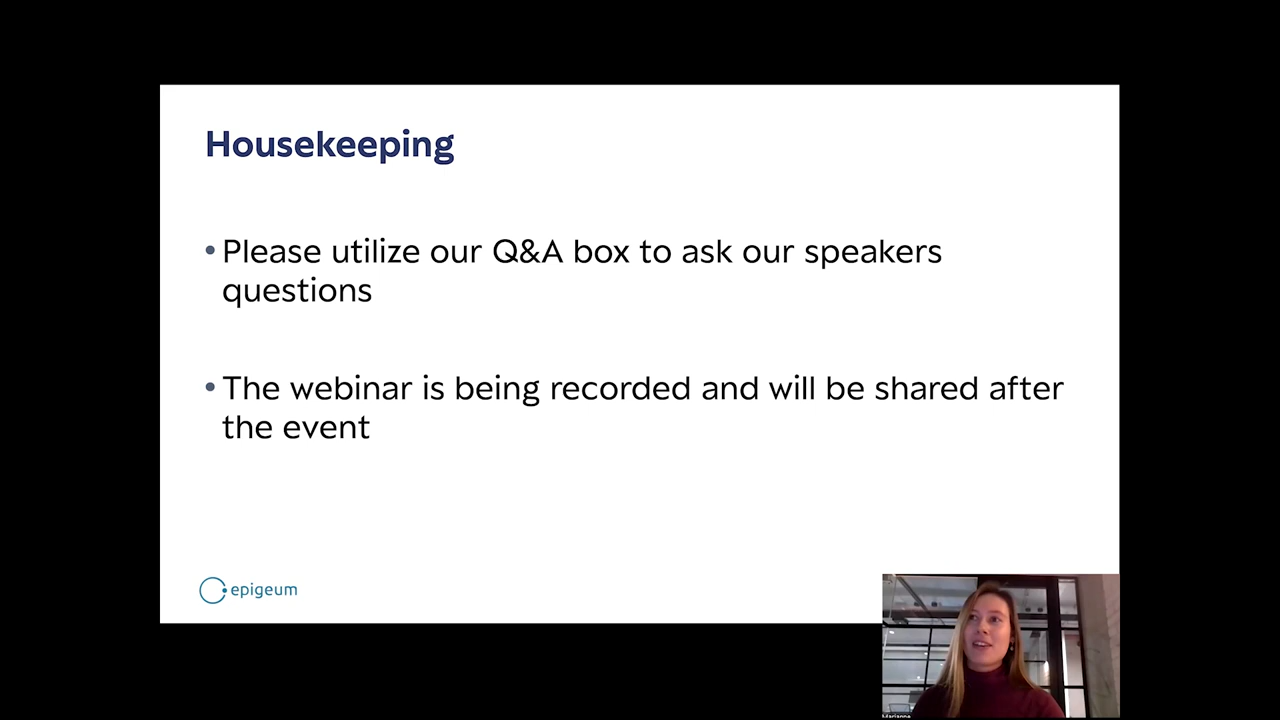 Housekeeping
• Please utilize our Q&A box to ask our speakers
questions
• The webinar is being recorded and will be shared after
the event
epigeum
Marianne